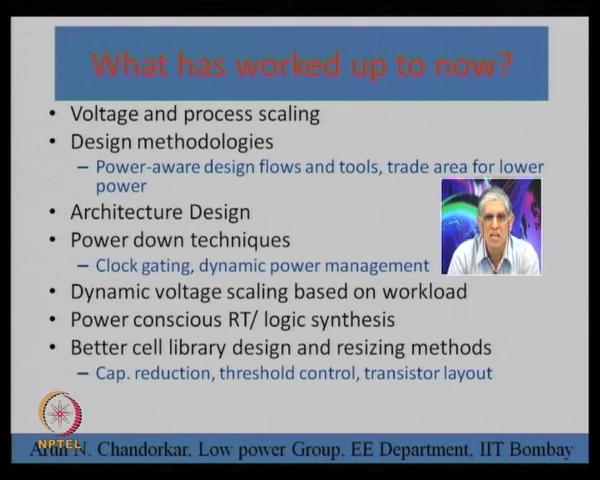 What has worked up to now?
• Voltage and process scaling
• Design methodologies
– Power-aware design flows and tools, trade area for lower
power
• Architecture Design
• Power down techniques
– Clock gating, dynamic power management
• Dynamic voltage scaling based on workload
• Power conscious RT/ logic synthesis
• Better cell library design and resizing methods
– Cap. reduction, threshold control, transistor layout
NPTEL
Arun N. Chandorkar, Low power Group, EE Department, IIT Bombay